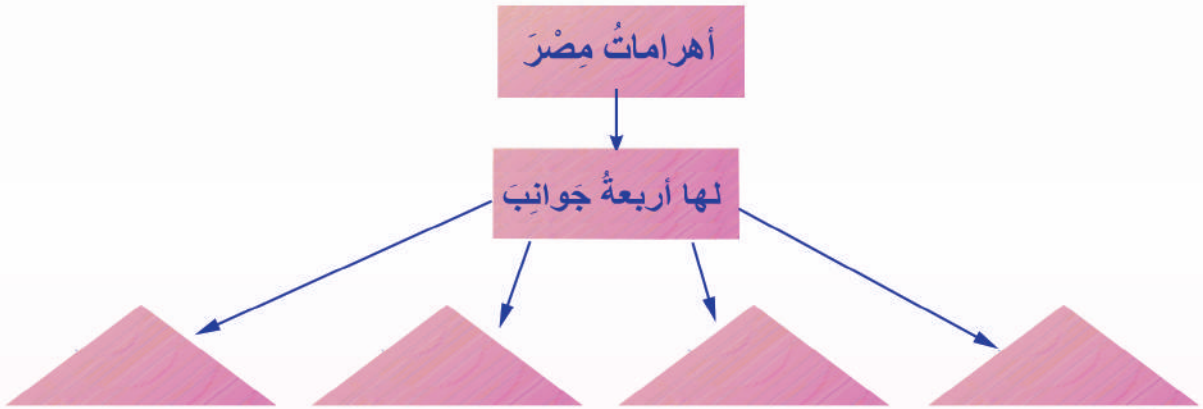 أهراماتُ مِصْرَ
لها أربعةُ جَوانِبَ